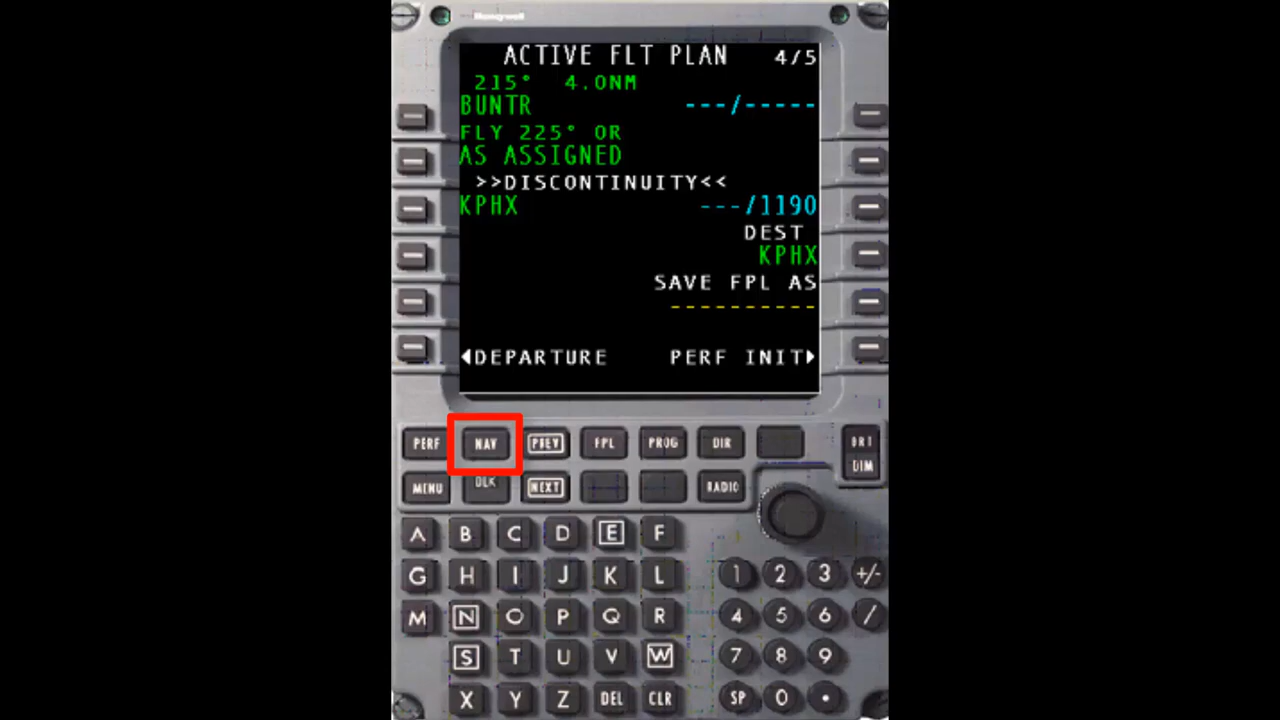 Honeywell
ACTIVE FLT PLAN 4/5
215° 4.0NM
BUNTR ---/-----
FLY 225° OR
AS ASSIGNED
>>DISCONTINUITY<<
KPHX ---/1190
DEST
KPHX
SAVE FPL AS
----------
◀DEPARTURE PERF INIT▶
PERF NAV PREV FPL PROG DIR BRT
DIM
MENU DLK NEXT RADIO
A B C D E F
G H I J K L 1 2 3 +/-
M N O P Q R 4 5 6 /
S T U V W 7 8 9
X Y Z DEL CLR SP 0 .